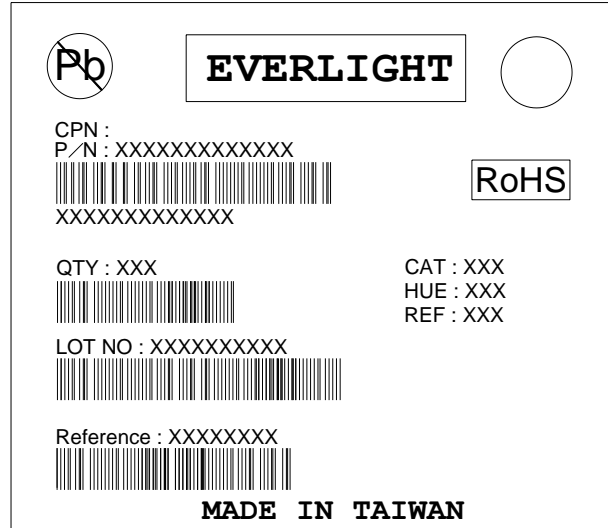 Pb
EVERLIGHT
CPN :
P/N : XXXXXXXXXXXXX
RoHS
XXXXXXXXXXXXX
QTY : XXX
CAT : XXX
HUE : XXX
REF : XXX
LOT NO : XXXXXXXXXX
Reference : XXXXXXXX
MADE IN TAIWAN